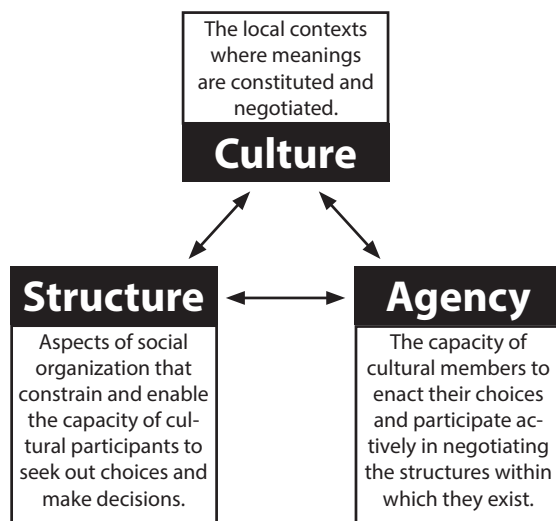 The local contexts
where meanings
are constituted and
negotiated.
Culture
Structure
Aspects of social
organization that
constrain and enable
the capacity of cul-
tural participants to
seek out choices and
make decisions.
Agency
The capacity of
cultural members to
enact their choices
and participate ac-
tively in negotiating
the structures within
which they exist.